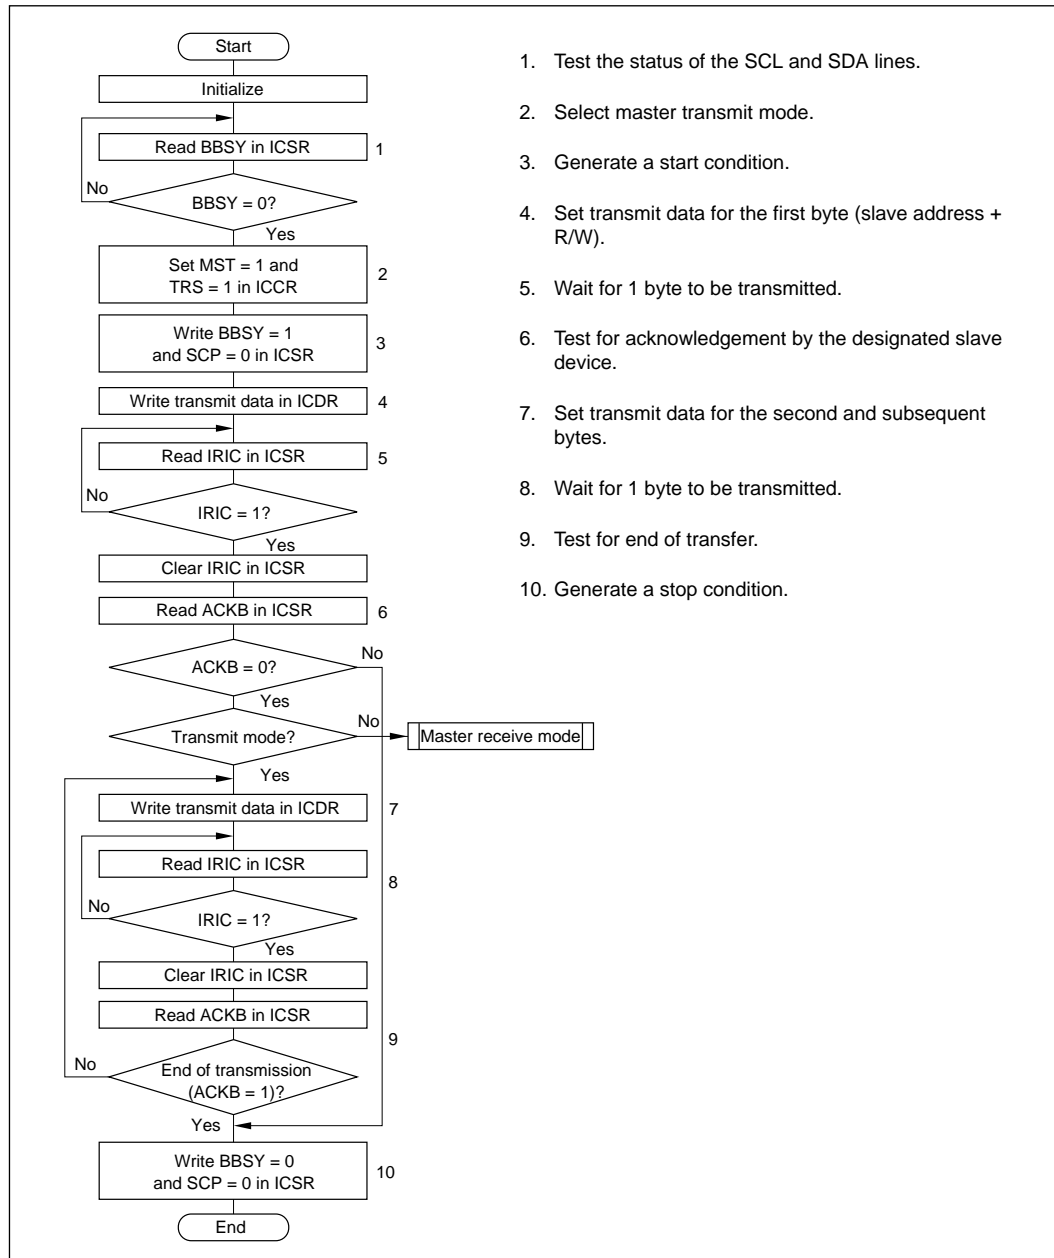 Start
Initialize
Read BBSY in ICSR
1
No
BBSY = 0?
Yes
Set MST = 1 and
TRS = 1 in ICCR
2
Write BBSY = 1
and SCP = 0 in ICSR
3
Write transmit data in ICDR
4
Read IRIC in ICSR
5
No
IRIC = 1?
Yes
Clear IRIC in ICSR
Read ACKB in ICSR
6
No
ACKB = 0?
Yes
No
Transmit mode?
Master receive mode
Yes
Write transmit data in ICDR
7
Read IRIC in ICSR
8
No
IRIC = 1?
Yes
Clear IRIC in ICSR
Read ACKB in ICSR
9
No
End of transmission
(ACKB = 1)?
Yes
Write BBSY = 0
and SCP = 0 in ICSR
10
End
1. Test the status of the SCL and SDA lines.
2. Select master transmit mode.
3. Generate a start condition.
4. Set transmit data for the first byte (slave address +
R/W).
5. Wait for 1 byte to be transmitted.
6. Test for acknowledgement by the designated slave
device.
7. Set transmit data for the second and subsequent
bytes.
8. Wait for 1 byte to be transmitted.
9. Test for end of transfer.
10. Generate a stop condition.